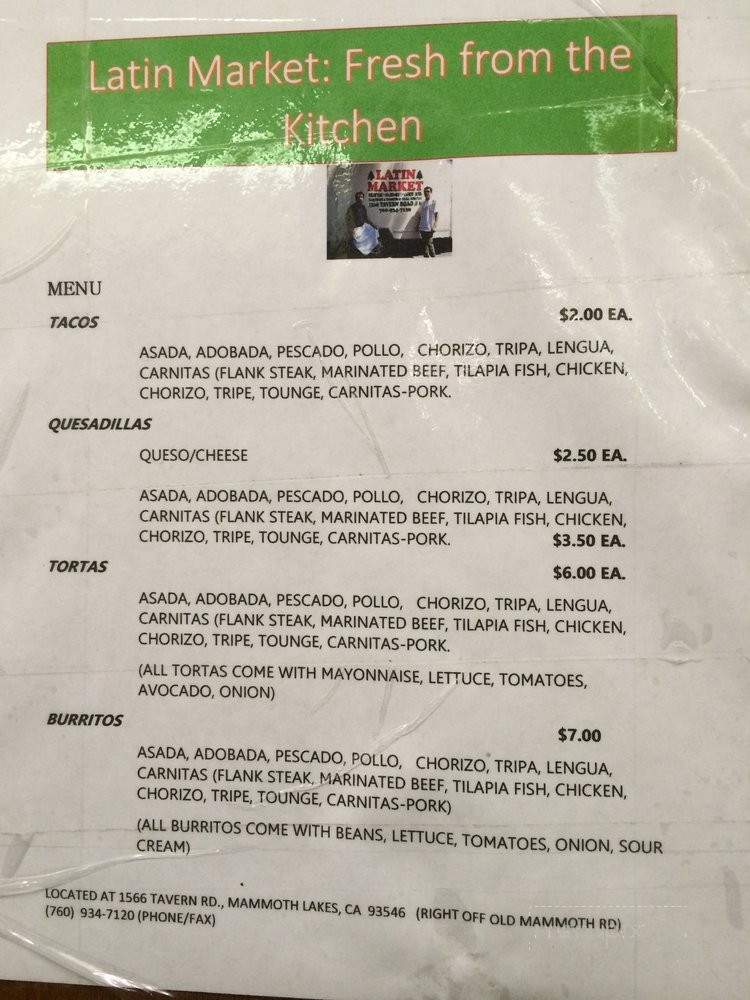 Latin Market: Fresh from the
Kitchen
LATIN
MARKET
MENU
TACOS
$2.00 EA.
ASADA, ADOBADA, PESCADO, POLLO, CHORIZO, TRIPA, LENGUA,
CARNITAS (FLANK STEAK, MARINATED BEEF, TILAPIA FISH, CHICKEN,
CHORIZO, TRIPE, TOUNGE, CARNITAS-PORK.
QUESADILLAS
QUESO/CHEESE $2.50 EA.
ASADA, ADOBADA, PESCADO, POLLO, CHORIZO, TRIPA, LENGUA,
CARNITAS (FLANK STEAK, MARINATED BEEF, TILAPIA FISH, CHICKEN,
CHORIZO, TRIPE, TOUNGE, CARNITAS-PORK. $3.50 EA.
TORTAS $6.00 EA.
ASADA, ADOBADA, PESCADO, POLLO, CHORIZO, TRIPA, LENGUA,
CARNITAS (FLANK STEAK, MARINATED BEEF, TILAPIA FISH, CHICKEN,
CHORIZO, TRIPE, TOUNGE, CARNITAS-PORK.
(ALL TORTAS COME WITH MAYONNAISE, LETTUCE, TOMATOES,
AVOCADO, ONION)
BURRITOS
$7.00
ASADA, ADOBADA, PESCADO, POLLO, CHORIZO, TRIPA, LENGUA,
CARNITAS (FLANK STEAK, MARINATED BEEF, TILAPIA FISH, CHICKEN,
CHORIZO, TRIPE, TOUNGE, CARNITAS-PORK)
(ALL BURRITOS COME WITH BEANS, LETTUCE, TOMATOES, ONION, SOUR
CREAM)
LOCATED AT 1566 TAVERN RD., MAMMOTH LAKES, CA 93546 (RIGHT OFF OLD MAMMOTH RD)
(760) 934-7120 (PHONE/FAX)